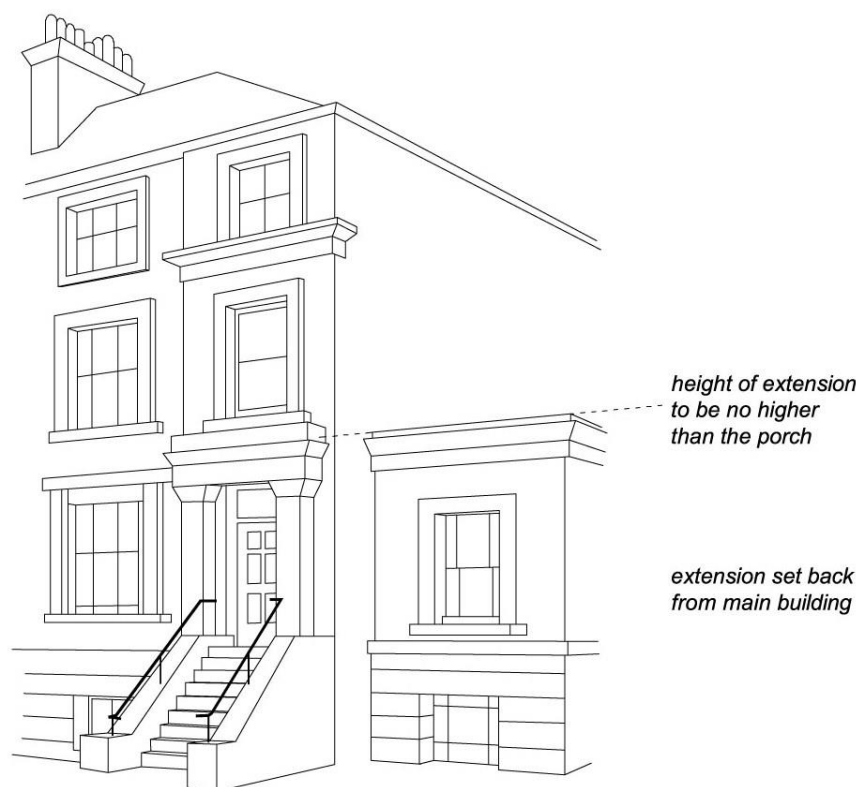 height of extension
to be no higher
than the porch
extension set back
from main building